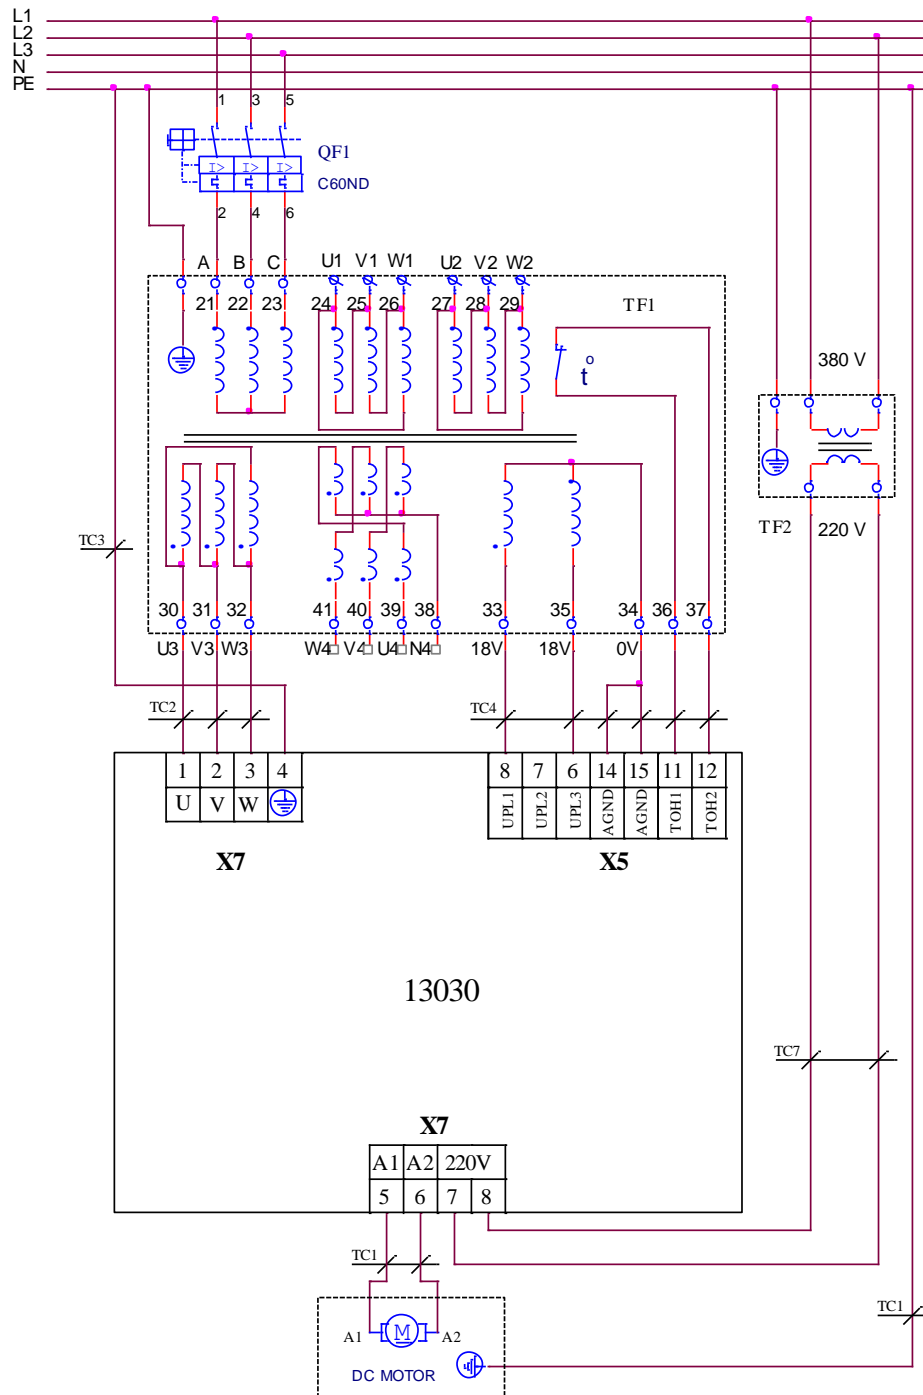 L1
L2
L3
N
PE
1 3 5
QF1
I> I> I>
C60ND
2 4 6
A B C U1 V1 W1 U2 V2 W2
21 22 23 24 25 26 27 28 29 TF1
380 V
t°
TF2 220 V
TC3
30 31 32 41 40 39 38 33 35 34 36 37
U3 V3 W3 W4 V4 U4 N4 18V 18V 0V
TC2 TC4
1 2 3 4 8 7 6 14 15 11 12
U V W UPL1 UPL2 UPL3 AGND AGND TOH1 TOH2
X7 X5
13030
TC7
X7
A1 A2 220V
5 6 7 8
TC1
TC1
A1 M A2
DC MOTOR